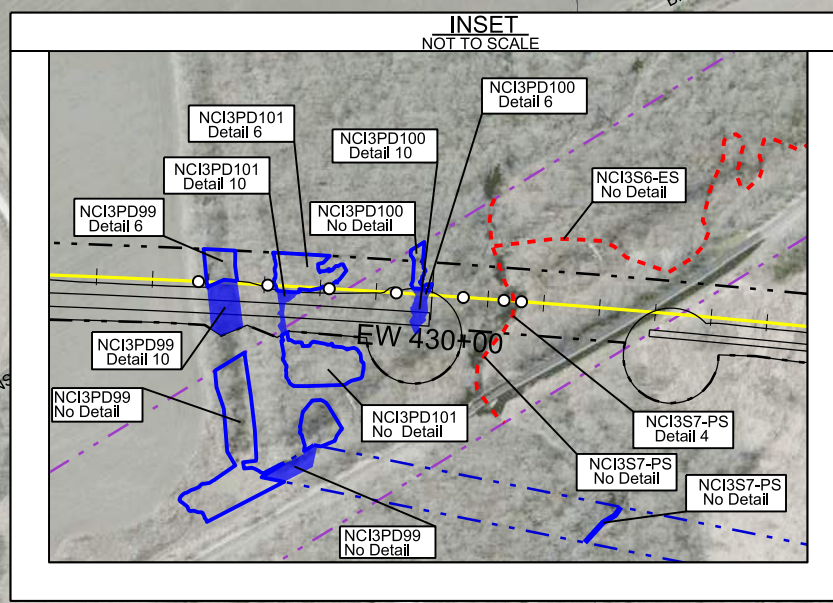 INSET
NOT TO SCALE
NCI3PD100
Detail 6
NCI3PD101
Detail 6
NCI3PD100
Detail 10
NCI3PD101
Detail 10
NCI3S6-ES
No Detail
NCI3PD99
Detail 6
NCI3PD100
No Detail
EW 430+00
NCI3PD99
Detail 10
NCI3PD99
No Detail
NCI3PD101
No Detail
NCI3S7-PS
Detail 4
NCI3S7-PS
No Detail
NCI3S7-PS
No Detail
NCI3PD99
No Detail